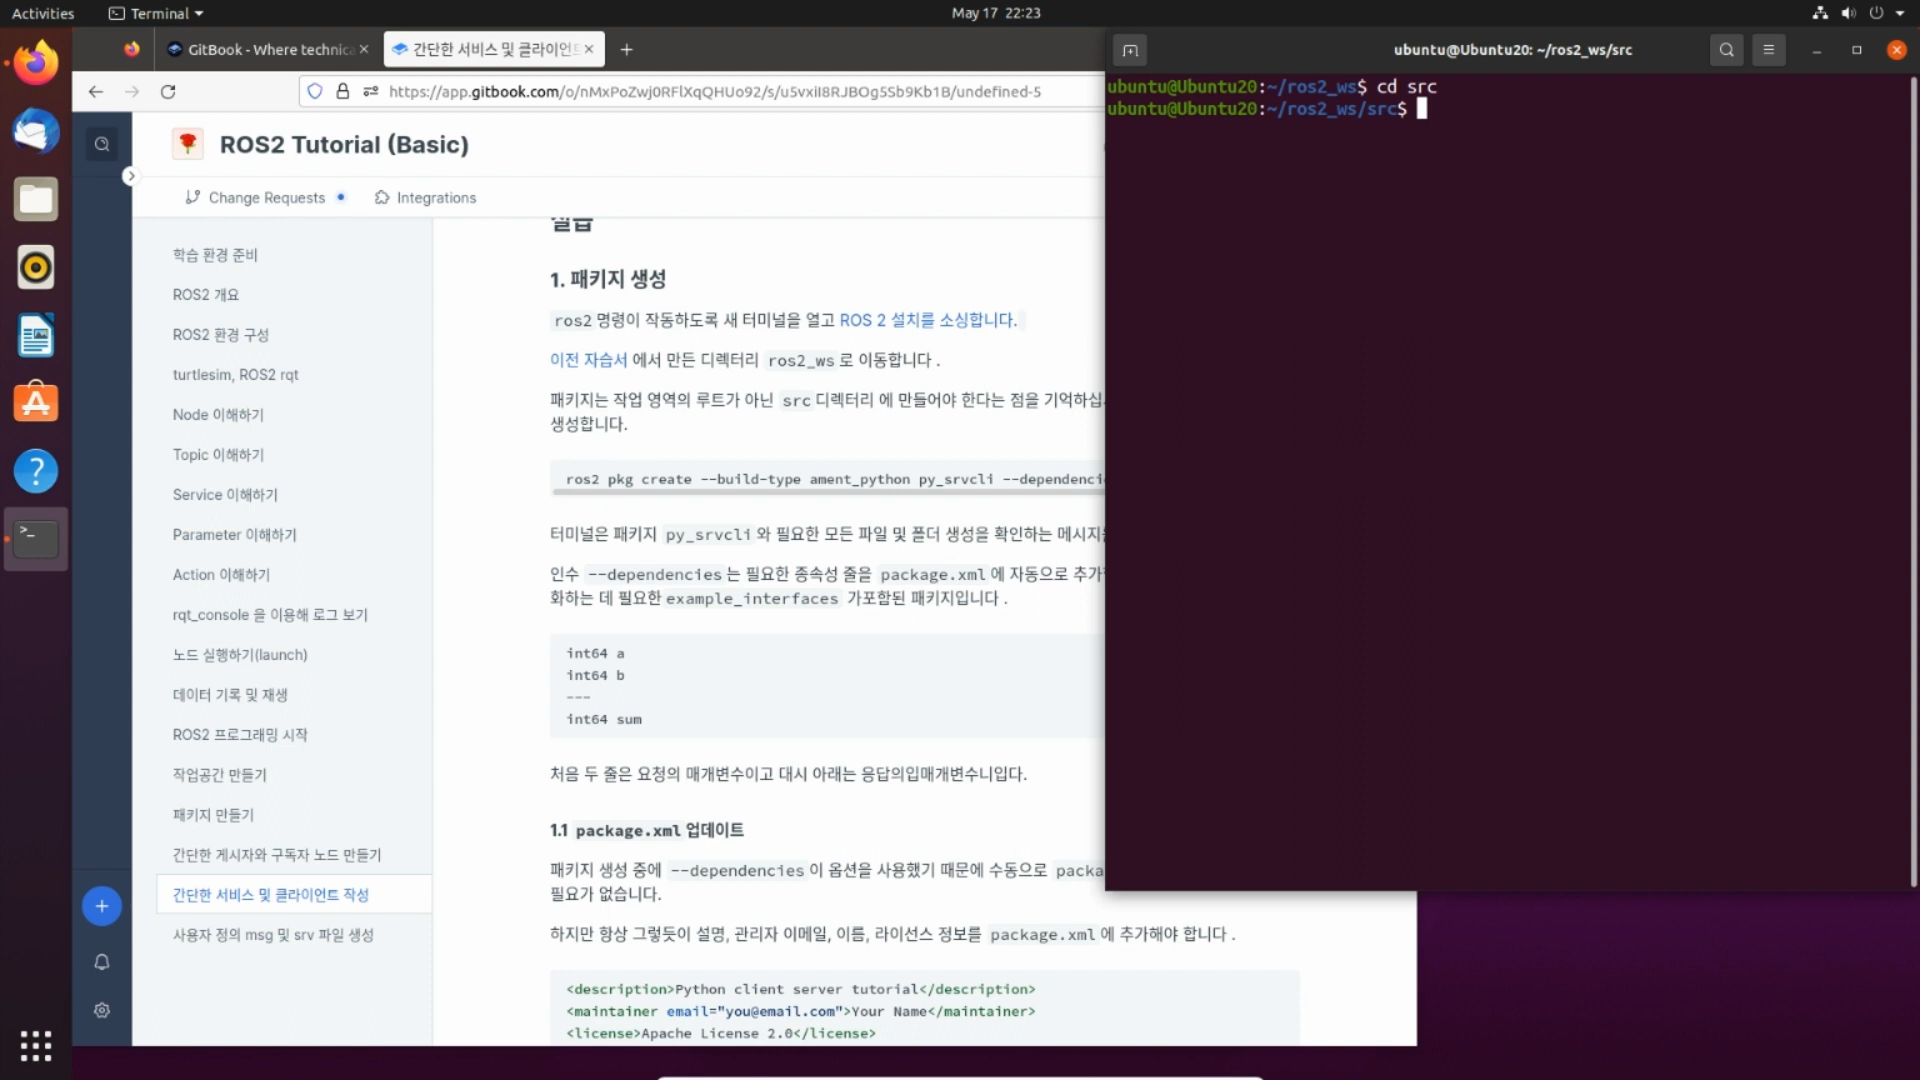 Activities
Terminal
May 17 22:23
GitBook - Where technica
간단한 서비스 및 클라이언트
https://app.gitbook.com/o/nMxPoZwj0RFlXqQHUo92/s/u5vxiI8RJBOg5Sb9Kb1B/undefined-5
ROS2 Tutorial (Basic)
Change Requests
Integrations
학습 환경 준비
ROS2 개요
ROS2 환경 구성
turtlesim, ROS2 rqt
Node 이해하기
Topic 이해하기
Service 이해하기
Parameter 이해하기
Action 이해하기
rqt_console 을 이용해 로그 보기
노드 실행하기(launch)
데이터 기록 및 재생
ROS2 프로그래밍 시작
작업공간 만들기
패키지 만들기
간단한 게시자와 구독자 노드 만들기
간단한 서비스 및 클라이언트 작성
사용자 정의 msg 및 srv 파일 생성
실습
1. 패키지 생성
ros2 명령이 작동하도록 새 터미널을 열고 ROS 2 설치를 소싱합니다.
이전 자습서 에서 만든 디렉터리 ros2_ws 로 이동합니다 .
패키지는 작업 영역의 루트가 아닌 src 디렉터리 에 만들어야 한다는 점을 기억하십
생성합니다.
ros2 pkg create --build-type ament_python py_srvcli --dependenci
터미널은 패키지 py_srvcli 와 필요한 모든 파일 및 폴더 생성을 확인하는 메시지
인수 --dependencies 는 필요한 종속성 줄을 package.xml 에 자동으로 추가
화하는 데 필요한 example_interfaces 가포함된 패키지입니다 .
int64 a
int64 b
---
int64 sum
처음 두 줄은 요청의 매개변수이고 대시 아래는 응답의입매개변수니입다.
1.1 package.xml 업데이트
패키지 생성 중에 --dependencies 이 옵션을 사용했기 때문에 수동으로 packa
필요가 없습니다.
하지만 항상 그렇듯이 설명, 관리자 이메일, 이름, 라이선스 정보를 package.xml 에 추가해야 합니다 .
<description>Python client server tutorial</description>
<maintainer email="you@email.com">Your Name</maintainer>
<license>Apache License 2.0</license>
ubuntu@Ubuntu20: ~/ros2_ws/src
ubuntu@Ubuntu20:~/ros2_ws$ cd src
ubuntu@Ubuntu20:~/ros2_ws/src$